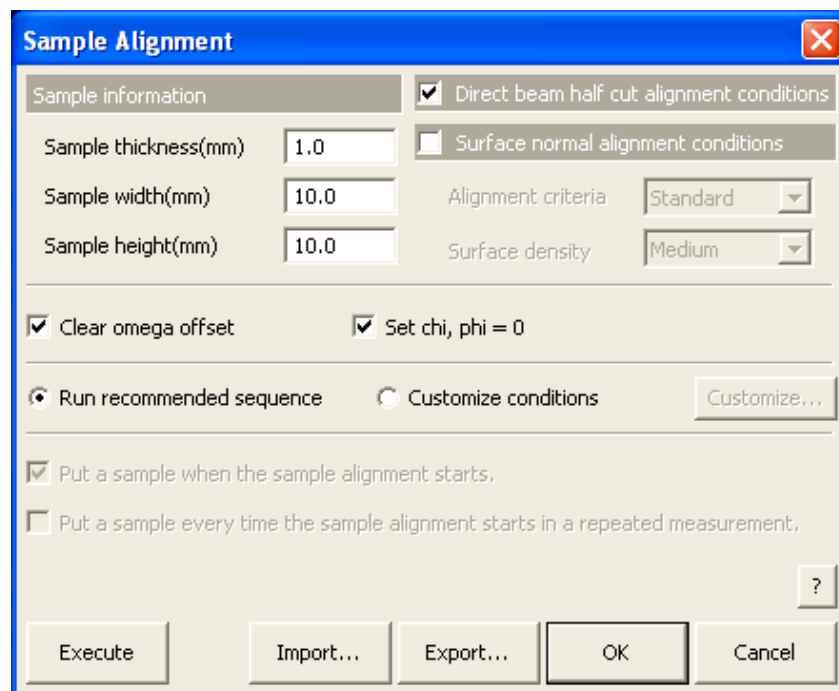 Sample Alignment
Sample information
Direct beam half cut alignment conditions
Sample thickness(mm) 1.0
Surface normal alignment conditions
Sample width(mm) 10.0
Alignment criteria Standard
Sample height(mm) 10.0
Surface density Medium
Clear omega offset Set chi, phi = 0
Run recommended sequence Customize conditions Customize...
Put a sample when the sample alignment starts.
Put a sample every time the sample alignment starts in a repeated measurement.
?
Execute Import... Export... OK Cancel